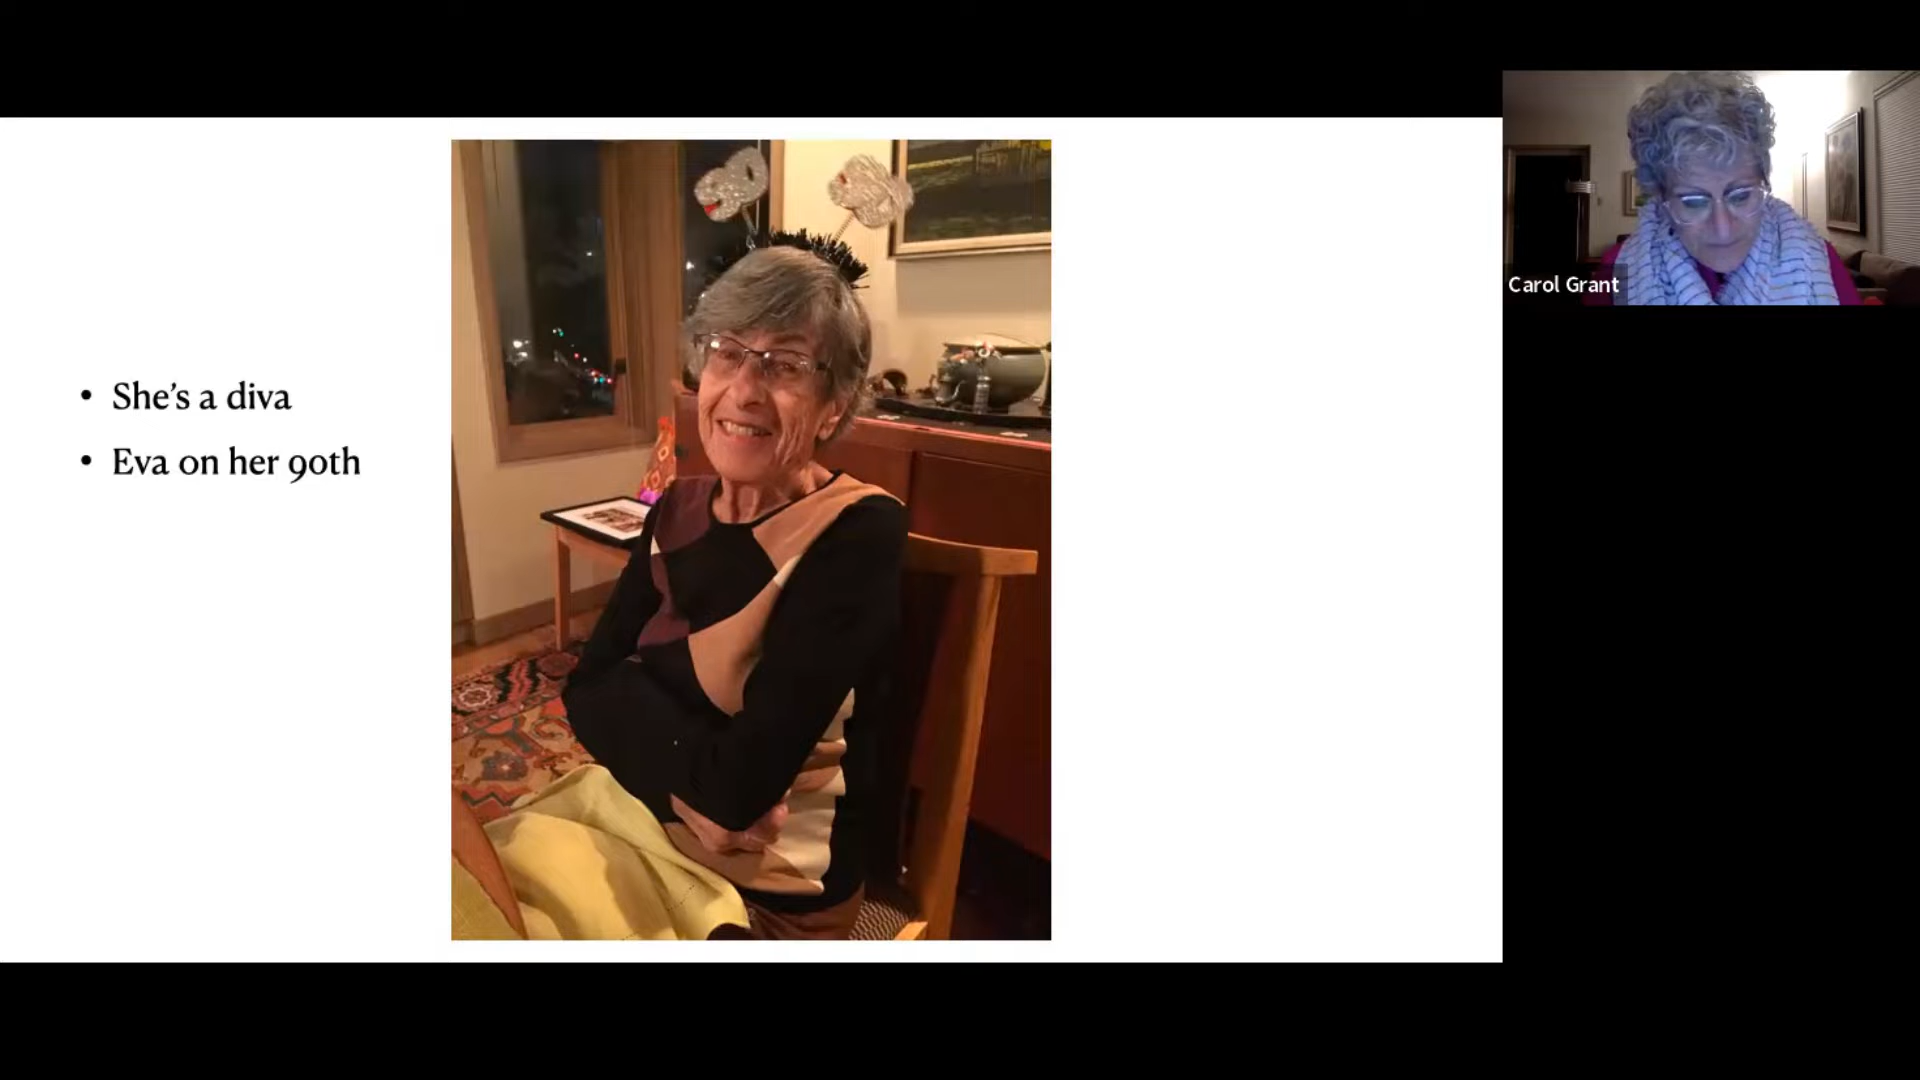 • She’s a diva
• Eva on her 90th
Carol Grant